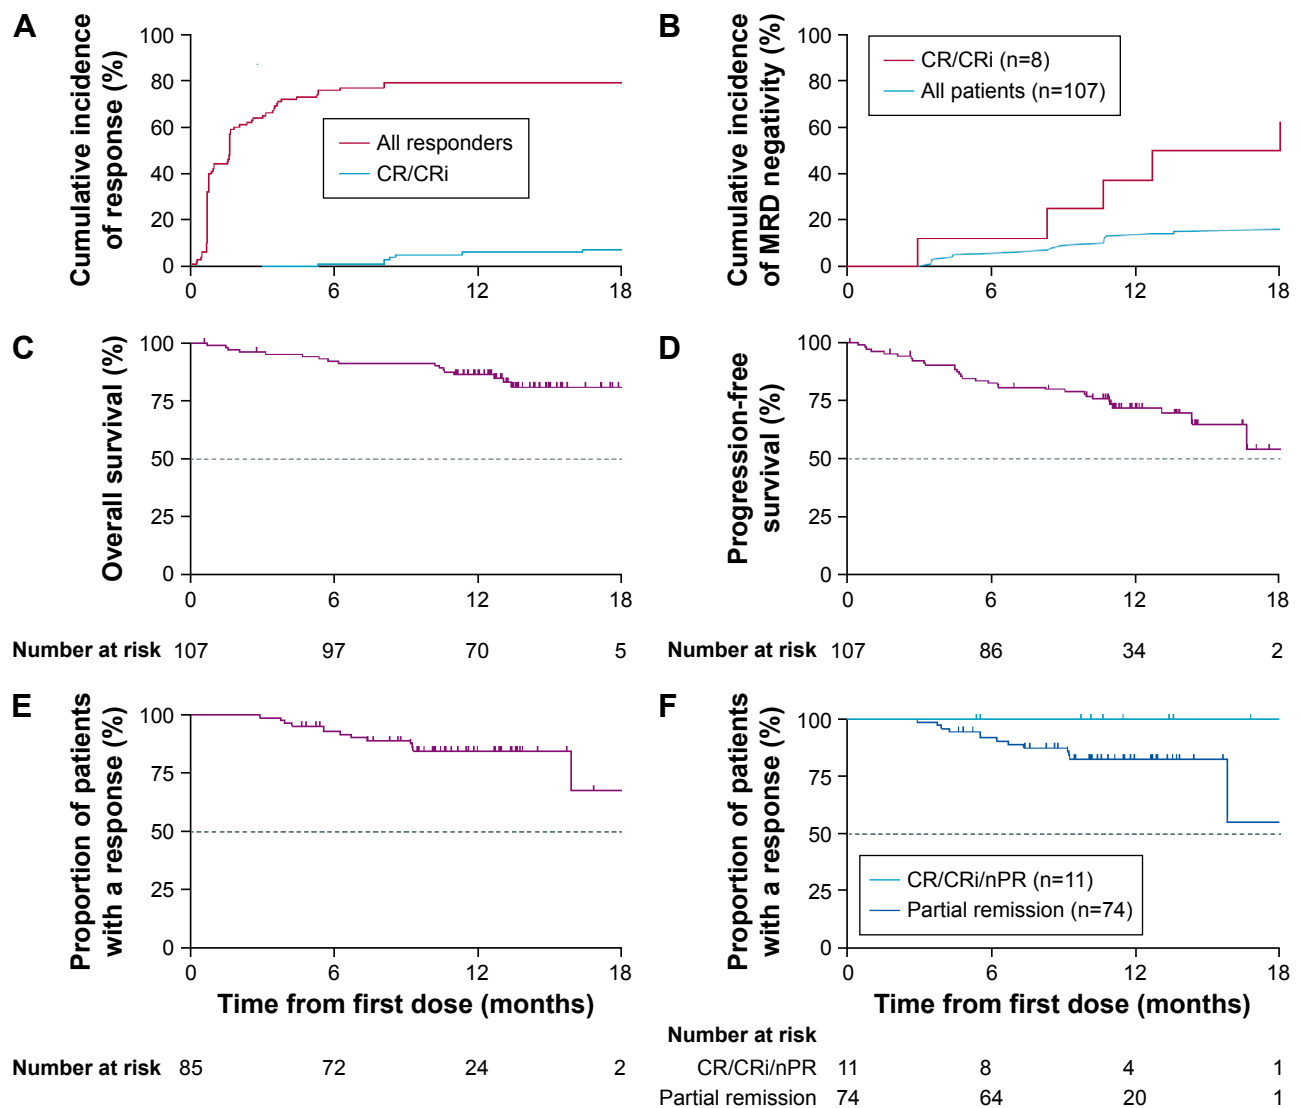 A
Cumulative incidence
of response (%)
100
80
60
40
20
0
All responders
CR/CRi
0 6 12 18
B
Cumulative incidence
of MRD negativity (%)
100
80
60
40
20
0
CR/CRi (n=8)
All patients (n=107)
0 6 12 18
C
Overall survival (%)
100
75
50
25
0
0 6 12 18
Number at risk 107 97 70 5
D
Progression-free
survival (%)
100
75
50
25
0
0 6 12 18
Number at risk 107 86 34 2
E
Proportion of patients
with a response (%)
100
75
50
25
0
0 6 12 18
Time from first dose (months)
Number at risk 85 72 24 2
F
Proportion of patients
with a response (%)
100
75
50
25
0
CR/CRi/nPR (n=11)
Partial remission (n=74)
0 6 12 18
Time from first dose (months)
Number at risk
CR/CRi/nPR 11 8 4 1
Partial remission 74 64 20 1